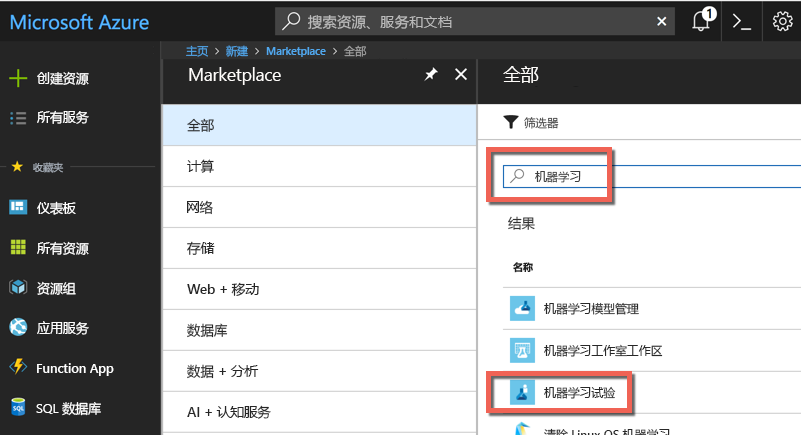 Microsoft Azure
搜索资源、服务和文档
1
主页 > 新建 > Marketplace > 全部
创建资源
所有服务
收藏夹
仪表板
所有资源
资源组
应用服务
Function App
SQL 数据库
Marketplace
全部
计算
网络
存储
Web + 移动
数据库
数据 + 分析
AI + 认知服务
全部
筛选器
机器学习
结果
名称
机器学习模型管理
机器学习工作室工作区
机器学习试验
清除 Linux OS 机器学习